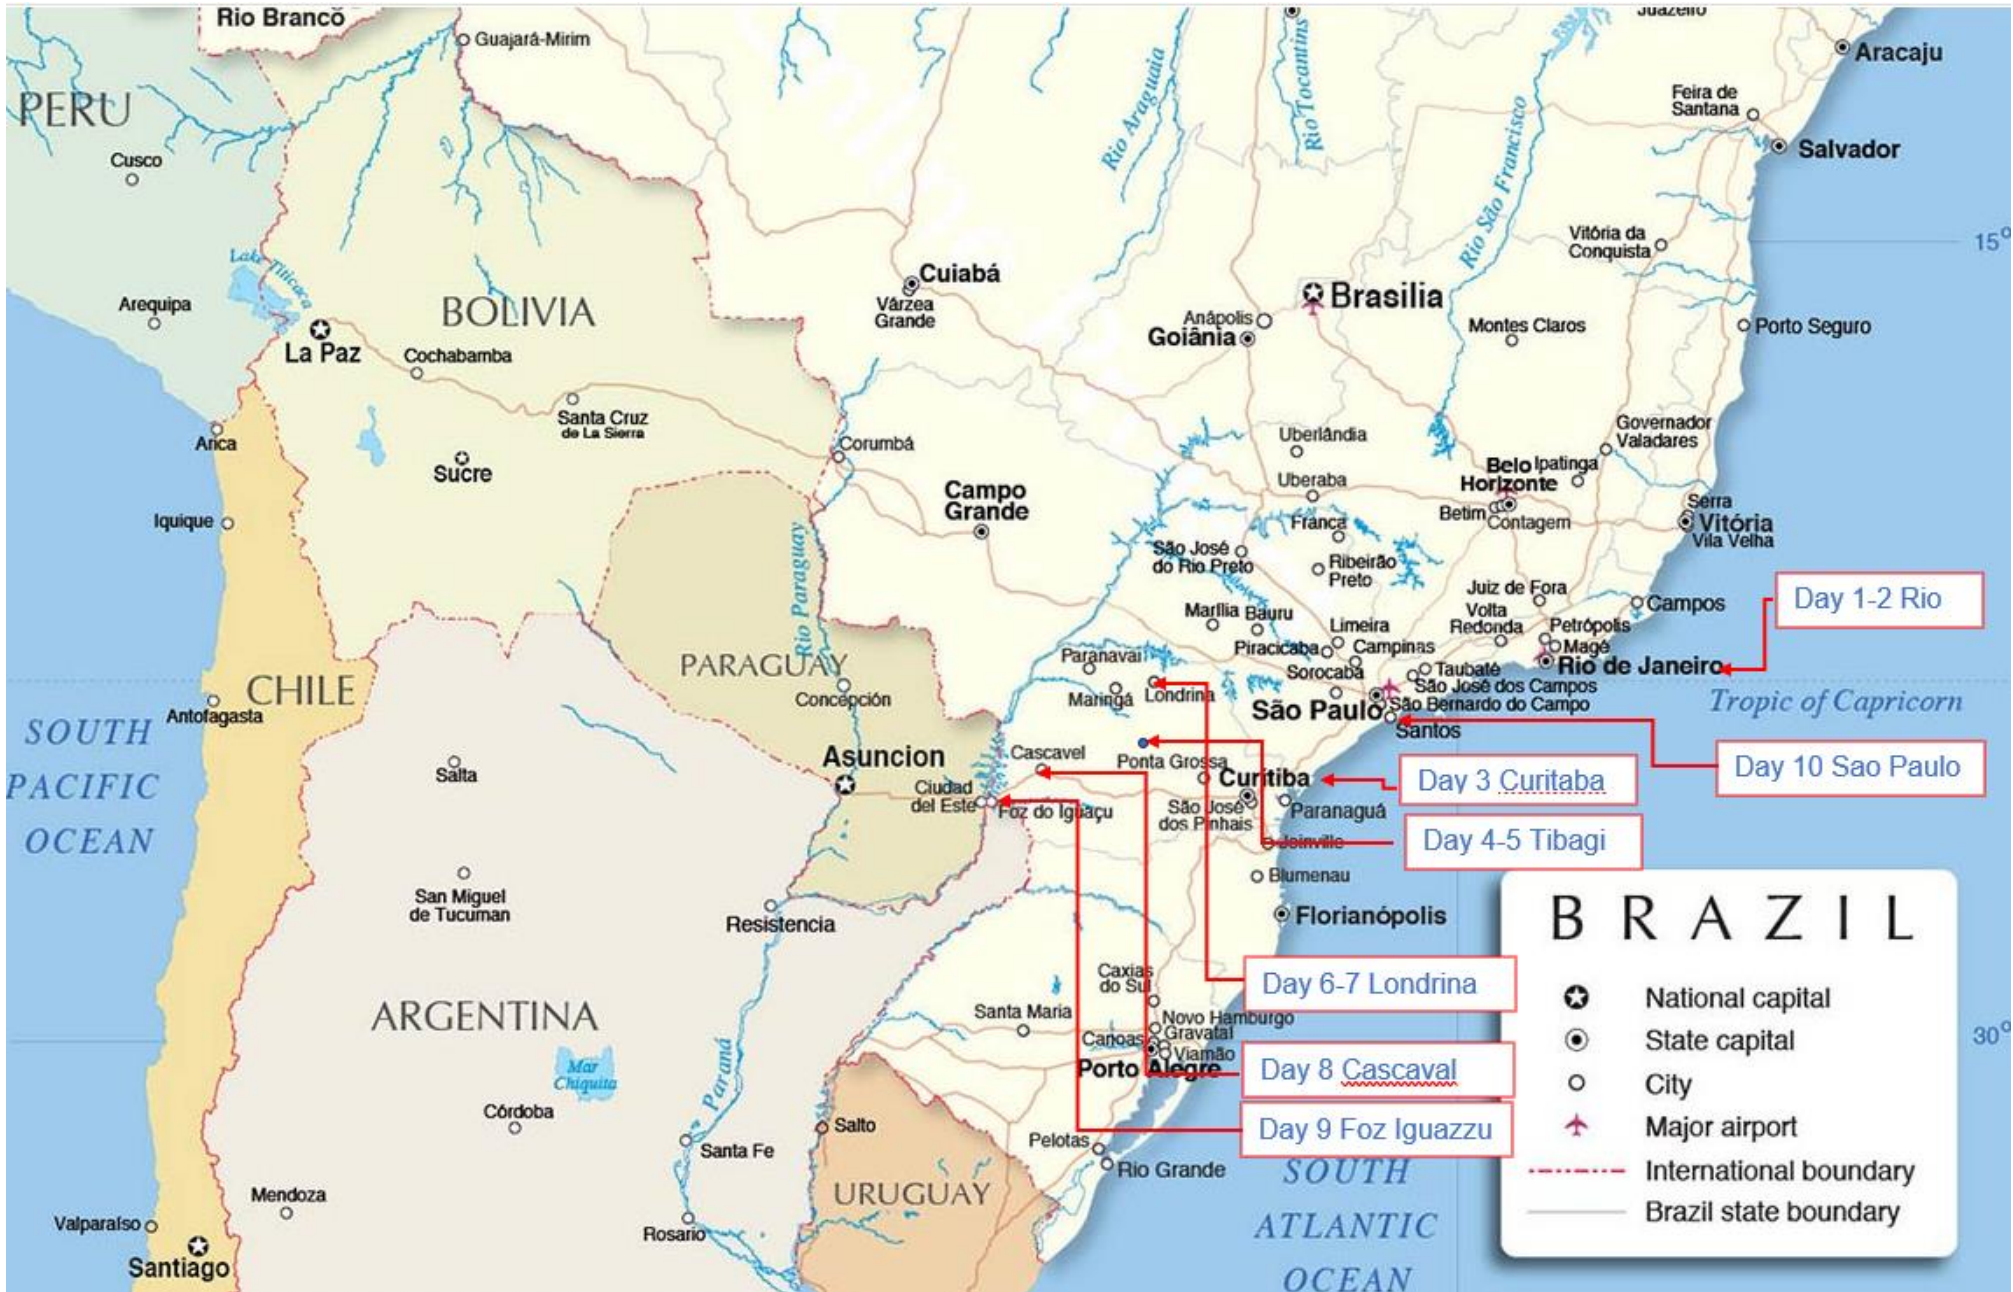 Rio Branco
Guajará-Mirim
Juazeiro
Aracaju
PERU
Cusco
Rio Araguaia
Rio Tocantins
Rio São Francisco
Feira de
Santana
Salvador
Vitória da
Conquista
15°
Lake Titicaca
Arequipa
La Paz
BOLIVIA
Cochabamba
Cuiabá
Várzea
Grande
Anápolis
Goiânia
Brasilia
Montes Claros
Porto Seguro
Santa Cruz
de La Sierra
Arica
Sucre
Corumbá
Uberlândia
Governador
Valadares
Iquique
Campo
Grande
Uberaba
Belo
Horizonte
Ipatinga
Betim
Contagem
Serra
Vitória
Vila Velha
Franca
São José
do Rio Preto
Ribeirão
Preto
Rio Paraguay
Juiz de Fora
Campos
Day 1-2 Rio
Marília
Bauru
Limeira
Volta
Redonda
Petrópolis
Piracicaba
Campinas
Magé
Paranavai
Sorocaba
Taubaté
Rio de Janeiro
PARAGUAY
CHILE
Concepción
Maringá
Londrina
São José dos Campos
São Bernardo do Campo
São Paulo
Santos
Tropic of Capricorn
Antofagasta
SOUTH
PACIFIC
OCEAN
Salta
Asuncion
Cascavel
Ponta Grossa
Curitiba
Day 3 Curitaba
Day 10 Sao Paulo
Ciudad
del Este
Foz do Iguaçu
São José
dos Pinhais
Paranaguá
Joinville
Day 4-5 Tibagi
San Miguel
de Tucuman
Resistencia
Blumenau
Florianópolis
BRAZIL
National capital
State capital
City
Major airport
International boundary
Brazil state boundary
Caxias
do Sul
Day 6-7 Londrina
ARGENTINA
Santa Maria
Novo Hamburgo
Gravatal
Canoas
Viamão
Porto Alegre
30°
Mar
Chiquita
Paraná
Day 8 Cascaval
Córdoba
Santa Fe
Salto
Day 9 Foz Iguazzu
Pelotas
Rio Grande
Mendoza
URUGUAY
SOUTH
ATLANTIC
OCEAN
Valparaíso
Rosario
Santiago